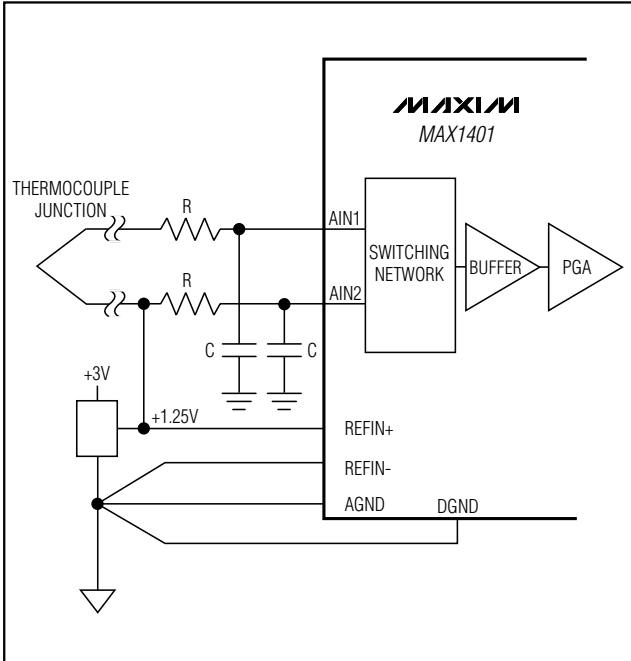 MAXIM
MAX1401
THERMOCOUPLE
JUNCTION
R
AIN1
SWITCHING
NETWORK
BUFFER
PGA
R
AIN2
C
C
+3V
+1.25V
REFIN+
REFIN-
AGND
DGND